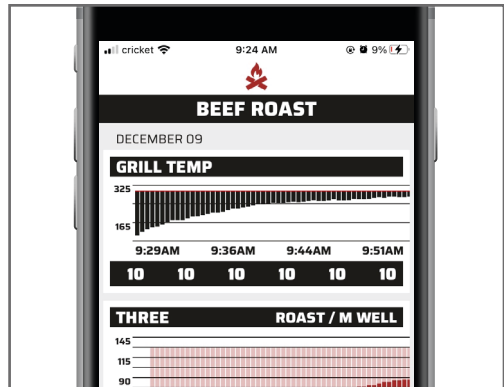 cricket 9:24 AM 9%
BEEF ROAST
DECEMBER 09
GRILL TEMP
325
165
9:29AM 9:36AM 9:44AM 9:51AM
10 10 10 10 10 10
THREE ROAST / M WELL
145
115
90